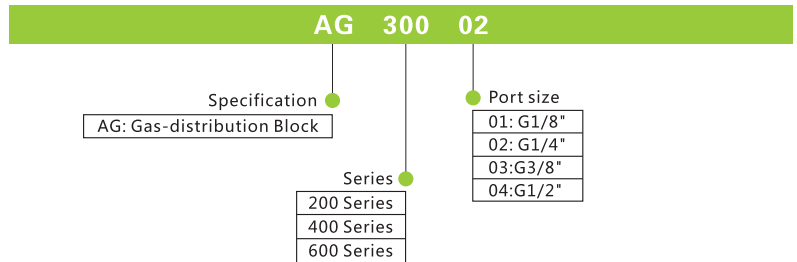 AG 300 02
Specification
AG: Gas-distribution Block
Port size
01: G1/8"
02: G1/4"
03:G3/8"
04:G1/2"
Series
200 Series
400 Series
600 Series